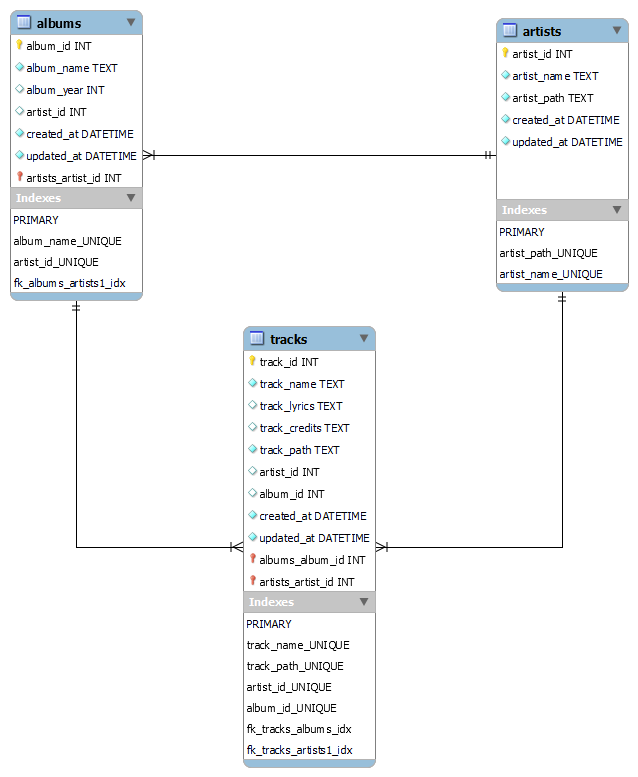 albums
album_id INT
album_name TEXT
album_year INT
artist_id INT
created_at DATETIME
updated_at DATETIME
artists_artist_id INT
Indexes
PRIMARY
album_name_UNIQUE
artist_id_UNIQUE
fk_albums_artists1_idx
artists
artist_id INT
artist_name TEXT
artist_path TEXT
created_at DATETIME
updated_at DATETIME
Indexes
PRIMARY
artist_path_UNIQUE
artist_name_UNIQUE
tracks
track_id INT
track_name TEXT
track_lyrics TEXT
track_credits TEXT
track_path TEXT
artist_id INT
album_id INT
created_at DATETIME
updated_at DATETIME
albums_album_id INT
artists_artist_id INT
Indexes
PRIMARY
track_name_UNIQUE
track_path_UNIQUE
artist_id_UNIQUE
album_id_UNIQUE
fk_tracks_albums_idx
fk_tracks_artists1_idx